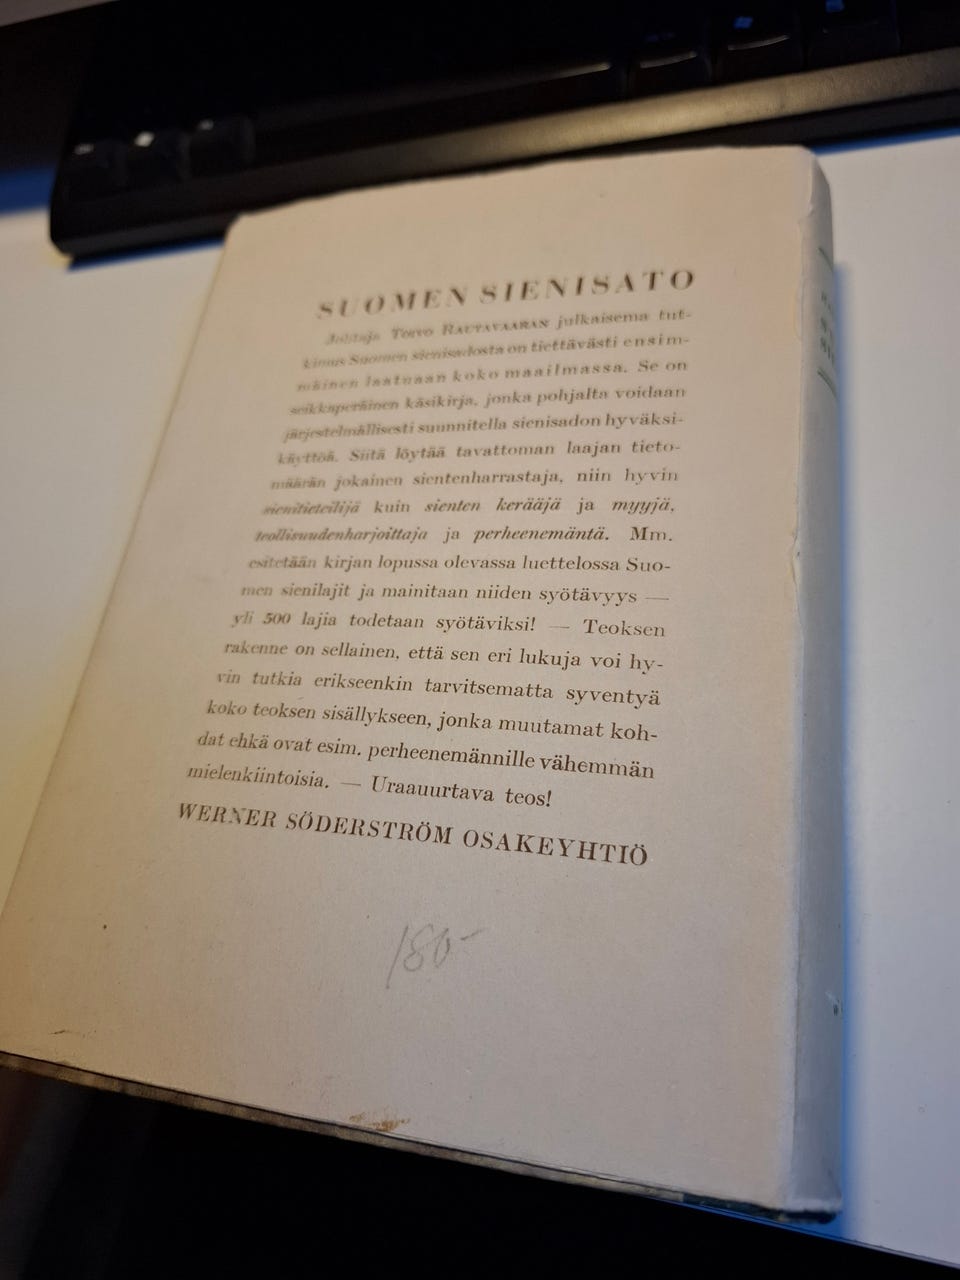 SUOMEN SIENISATO
Johtaja TOIVO RAUTAVAARAN julkaisema tut-
kimus Suomen sienisadosta on tiettävästi ensim-
mäinen laatuaan koko maailmassa. Se on
seikkaperäinen käsikirja, jonka pohjalta voidaan
järjestelmällisesti suunnitella sienisadon hyväksi-
käyttöä. Siitä löytää tavattoman laajan tieto-
määrän jokainen sientenharrastaja, niin hyvin
sienitieteilijä kuin sienten kerääjä ja myyjä,
teollisuudenharjoittaja ja perheenemäntä. Mm.
esitetään kirjan lopussa olevassa luettelossa Suo-
men sienilajit ja mainitaan niiden syötävyys —
yli 500 lajia todetaan syötäviksi! — Teoksen
rakenne on sellainen, että sen eri lukuja voi hy-
vin tutkia erikseenkin tarvitsematta syventyä
koko teoksen sisällykseen, jonka muutamat koh-
dat ehkä ovat esim. perheenemännille vähemmän
mielenkiintoisia. — Uraauurtava teos!
WERNER SÖDERSTRÖM OSAKEYHTIÖ
180-